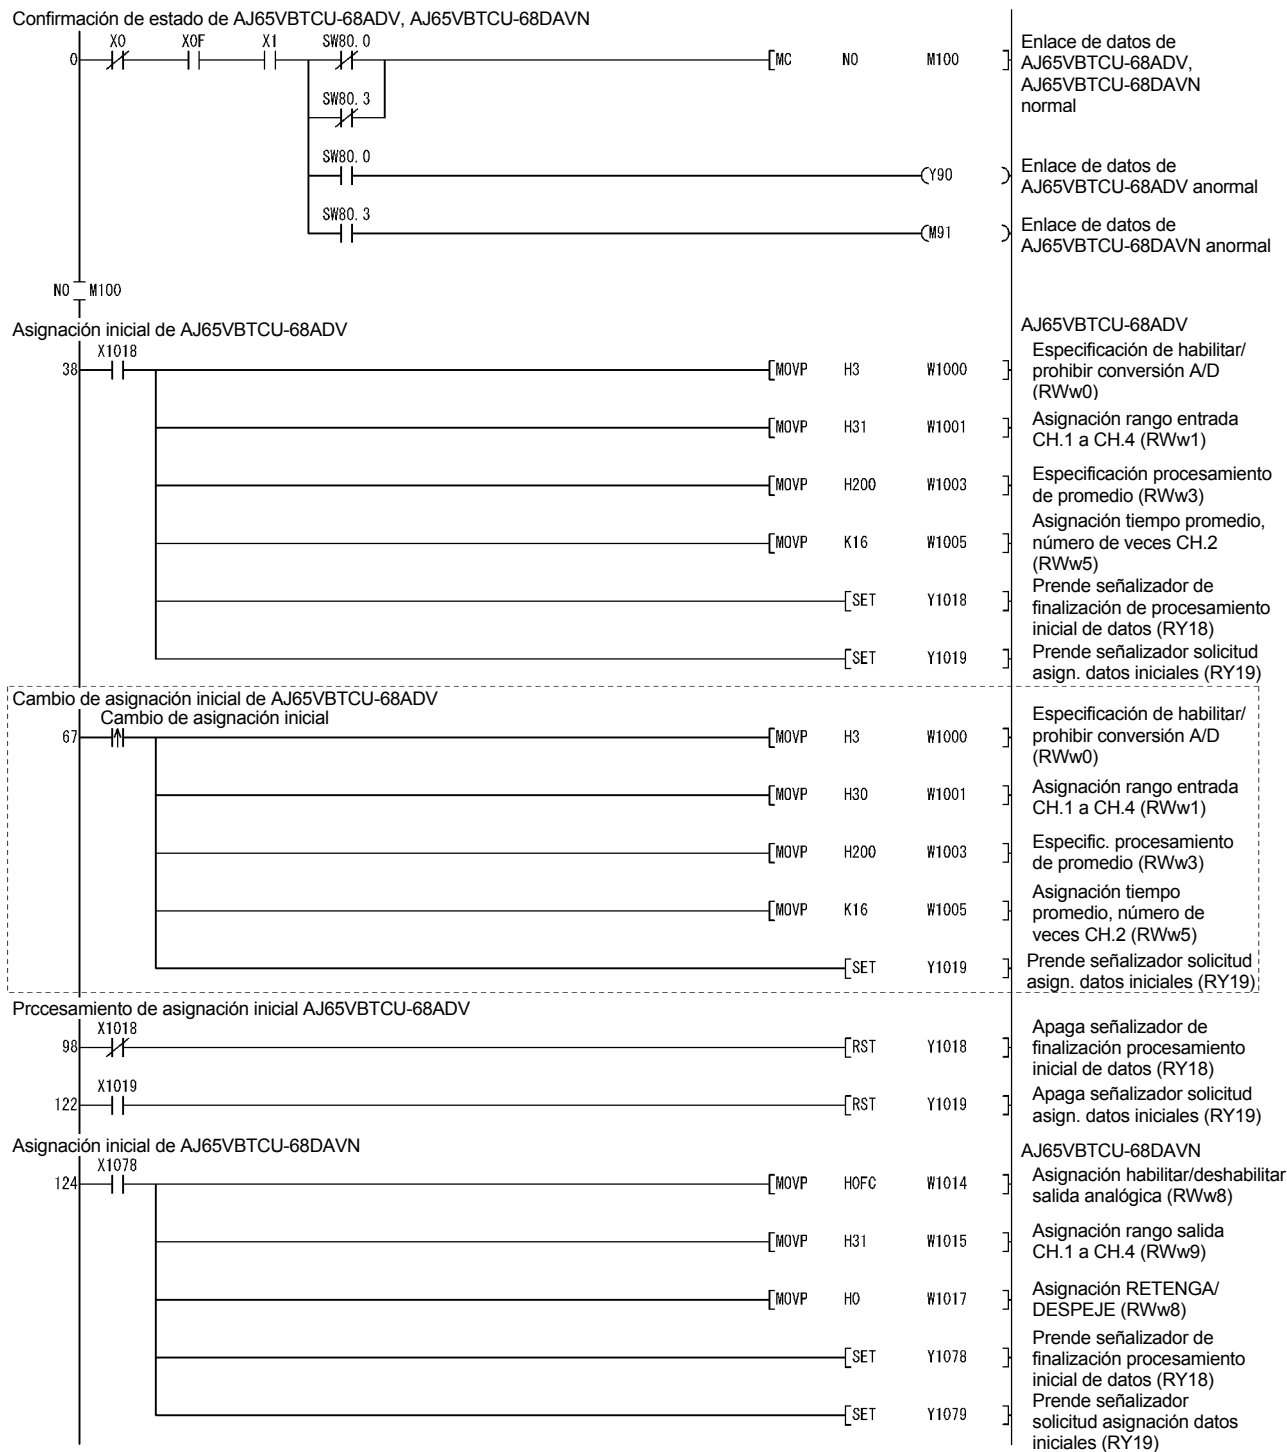 Confirmación de estado de AJ65VBTCU-68ADV, AJ65VBTCU-68DAVN
X0 X0F X1 SW80.0
0 MC N0 M100
Enlace de datos de
AJ65VBTCU-68ADV,
AJ65VBTCU-68DAVN
normal
SW80.3
SW80.0
Y90
Enlace de datos de
AJ65VBTCU-68ADV anormal
SW80.3
M91
Enlace de datos de
AJ65VBTCU-68DAVN anormal
N0 M100
Asignación inicial de AJ65VBTCU-68ADV
AJ65VBTCU-68ADV
X1018
38 MOVP H3 W1000
Especificación de habilitar/
prohibir conversión A/D
(RWw0)
MOVP H31 W1001
Asignación rango entrada
CH.1 a CH.4 (RWw1)
MOVP H200 W1003
Especificación procesamiento
de promedio (RWw3)
MOVP K16 W1005
Asignación tiempo promedio,
número de veces CH.2
(RWw5)
SET Y1018
Prende señalizador de
finalización de procesamiento
inicial de datos (RY18)
SET Y1019
Prende señalizador solicitud
asign. datos iniciales (RY19)
Cambio de asignación inicial de AJ65VBTCU-68ADV
Cambio de asignación inicial
67 MOVP H3 W1000
Especificación de habilitar/
prohibir conversión A/D
(RWw0)
MOVP H30 W1001
Asignación rango entrada
CH.1 a CH.4 (RWw1)
MOVP H200 W1003
Especific. procesamiento
de promedio (RWw3)
MOVP K16 W1005
Asignación tiempo
promedio, número de
veces CH.2 (RWw5)
SET Y1019
Prende señalizador solicitud
asign. datos iniciales (RY19)
Prccesamiento de asignación inicial AJ65VBTCU-68ADV
X1018
98 RST Y1018
Apaga señalizador de
finalización procesamiento
inicial de datos (RY18)
X1019
122 RST Y1019
Apaga señalizador solicitud
asign. datos iniciales (RY19)
Asignación inicial de AJ65VBTCU-68DAVN
AJ65VBTCU-68DAVN
X1078
124 MOVP H0FC W1014
Asignación habilitar/deshabilitar
salida analógica (RWw8)
MOVP H31 W1015
Asignación rango salida
CH.1 a CH.4 (RWw9)
MOVP H0 W1017
Asignación RETENGA/
DESPEJE (RWw8)
SET Y1078
Prende señalizador de
finalización procesamiento
inicial de datos (RY18)
SET Y1079
Prende señalizador
solicitud asignación datos
iniciales (RY19)